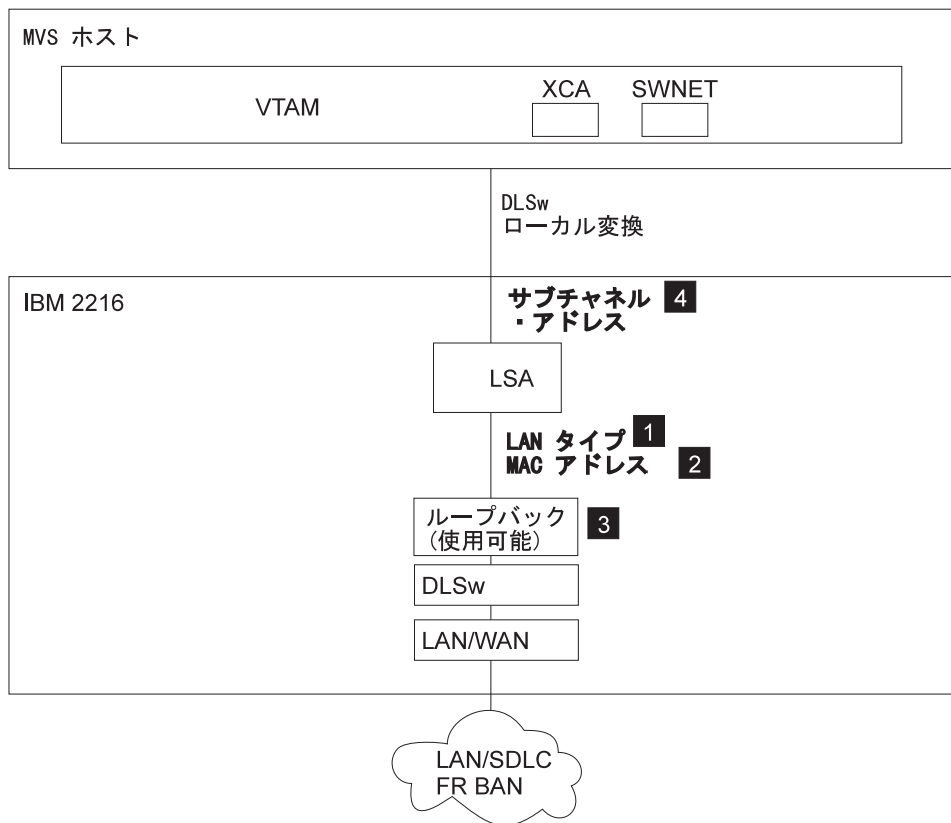 MVS ホスト
XCA SWNET
VTAM
DLSw
ローカル変換
IBM 2216
サブチャネル 4
・アドレス
LSA
LAN タイプ 1
MAC アドレス 2
ループバック
(使用可能) 3
DLSw
LAN/WAN
LAN/SDLC
FR BAN